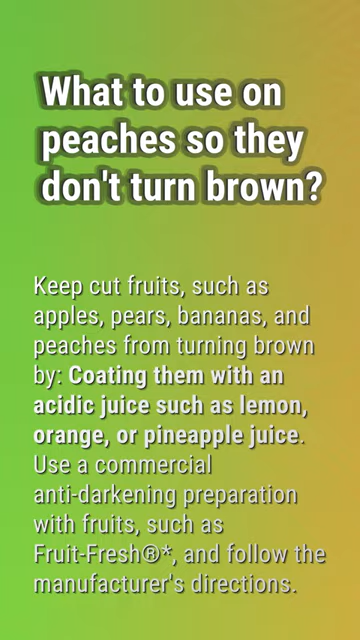 What to use on
peaches so they
don't turn brown?
Keep cut fruits, such as
apples, pears, bananas, and
peaches from turning brown
by: Coating them with an
acidic juice such as lemon,
orange, or pineapple juice.
Use a commercial
anti-darkening preparation
with fruits, such as
Fruit-Fresh®*, and follow the
manufacturer's directions.